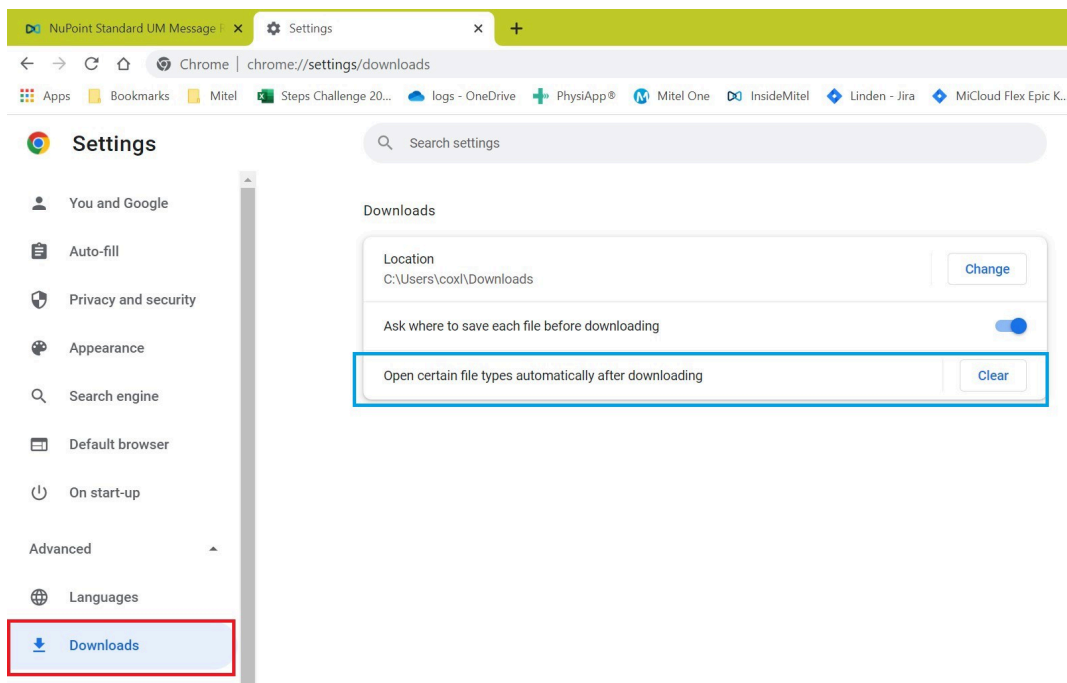 NuPoint Standard UM Message
Settings
Chrome | chrome://settings/downloads
Apps Bookmarks Mitel Steps Challenge 20... logs - OneDrive PhysiApp® Mitel One InsideMitel Linden - Jira MiCloud Flex Epic K..
Settings
Search settings
You and Google
Auto-fill
Privacy and security
Appearance
Search engine
Default browser
On start-up
Advanced
Languages
Downloads
Downloads
Location
C:\Users\coxl\Downloads
Change
Ask where to save each file before downloading
Open certain file types automatically after downloading
Clear